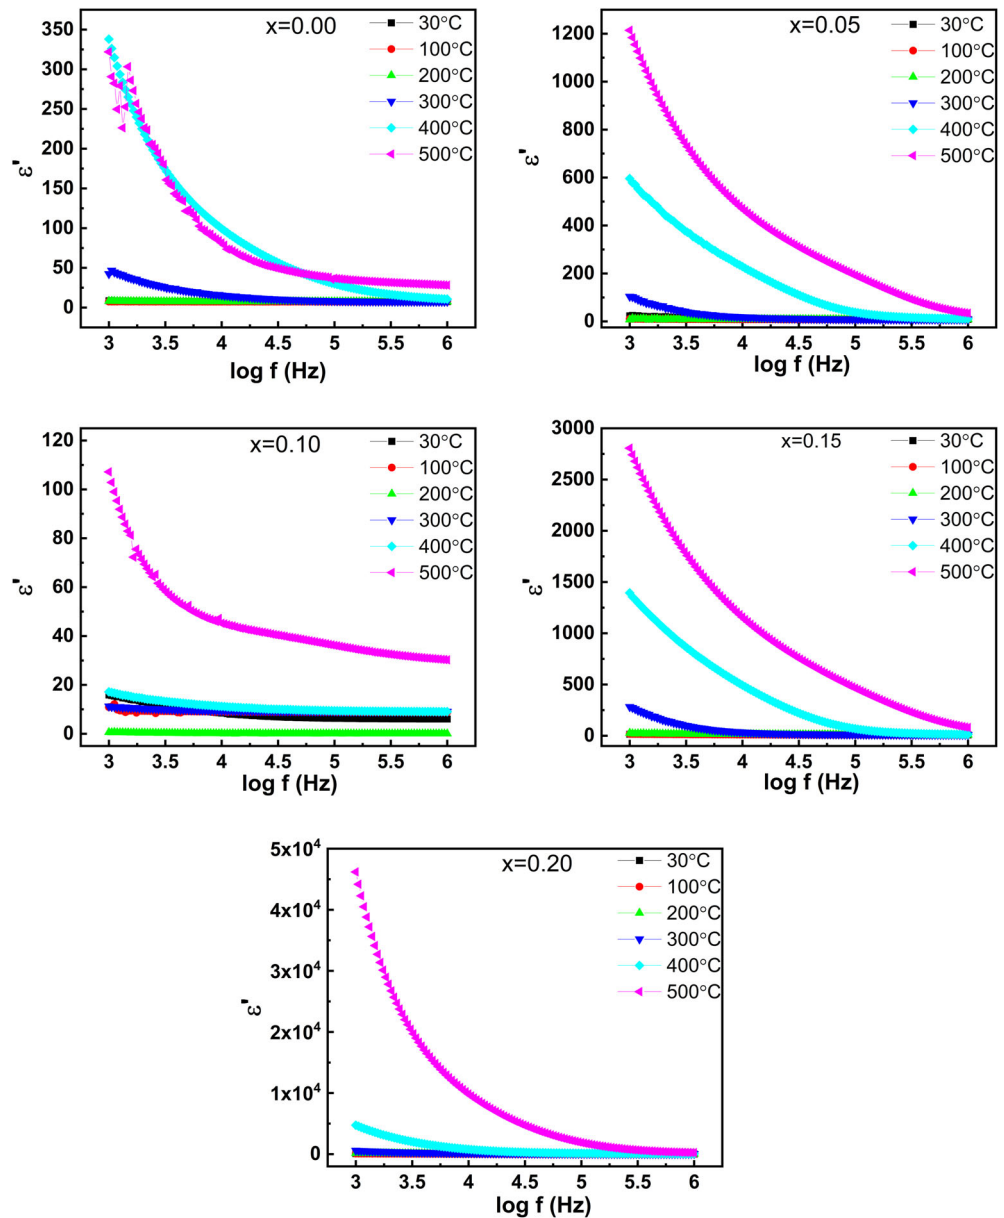 x=0.00
30°C
100°C
200°C
300°C
400°C
500°C
350
300
250
200
150
100
50
0
ε'
3 3.5 4 4.5 5 5.5 6
log f (Hz)
x=0.05
30°C
100°C
200°C
300°C
400°C
500°C
1200
1000
800
600
400
200
0
ε'
3 3.5 4 4.5 5 5.5 6
log f (Hz)
x=0.10
30°C
100°C
200°C
300°C
400°C
500°C
120
100
80
60
40
20
0
ε'
3 3.5 4 4.5 5 5.5 6
log f (Hz)
x=0.15
30°C
100°C
200°C
300°C
400°C
500°C
3000
2500
2000
1500
1000
500
0
ε'
3 3.5 4 4.5 5 5.5 6
log f (Hz)
x=0.20
30°C
100°C
200°C
300°C
400°C
500°C
5x10⁴
4x10⁴
3x10⁴
2x10⁴
1x10⁴
0
ε'
3 3.5 4 4.5 5 5.5 6
log f (Hz)